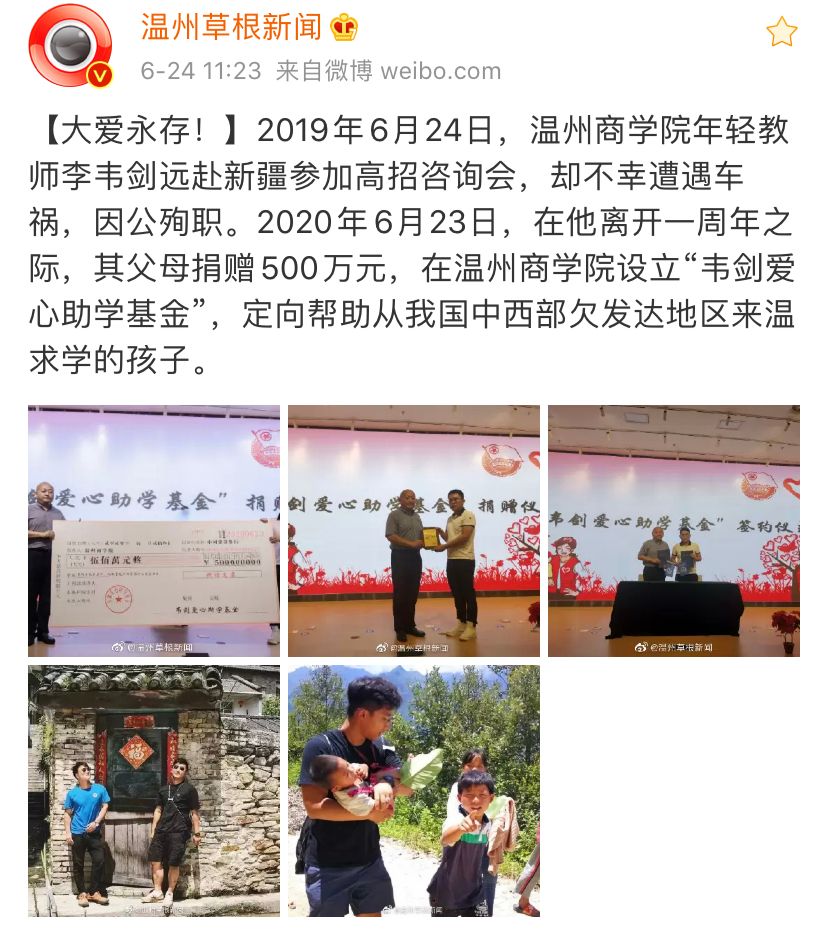 温州草根新闻
6-24 11:23 来自微博 weibo.com
【大爱永存！】2019年6月24日，温州商学院年轻教
师李韦剑远赴新疆参加高招咨询会，却不幸遭遇车
祸，因公殉职。2020年6月23日，在他离开一周年之
际，其父母捐赠500万元，在温州商学院设立“韦剑爱
心助学基金”，定向帮助从我国中西部欠发达地区来温
求学的孩子。
剑爱心助学基金”捐
伍佰萬元整
¥500000000
韦剑爱心助学基金
@温州草根新闻
剑爱心助学基金”捐赠仪
@温州草根新闻
韦剑爱心助学基金”签约仪
@温州草根新闻
福
@温州草根新闻